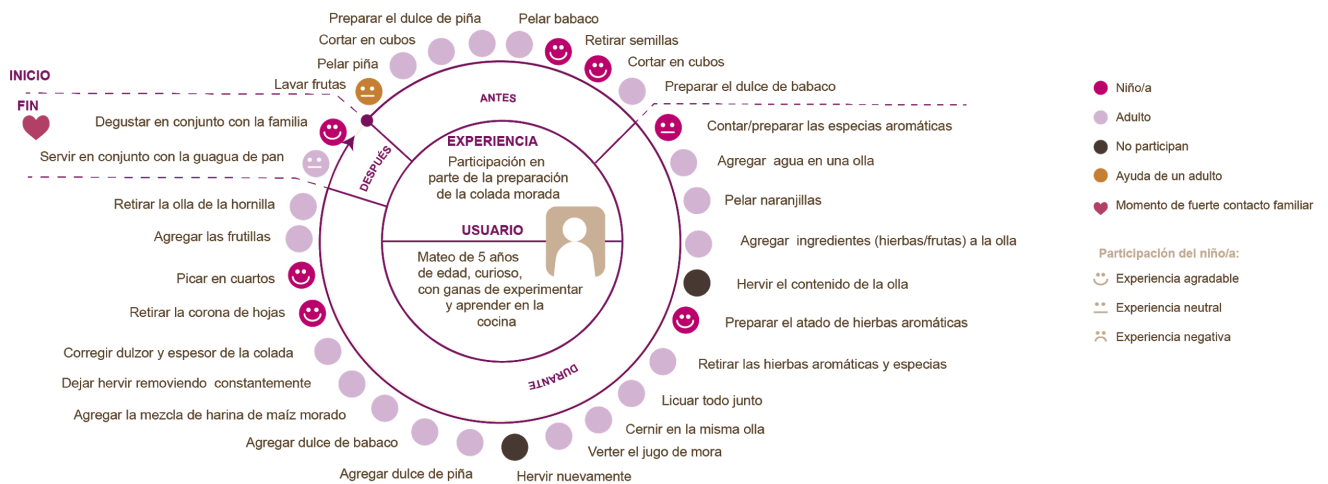 INICIO
FIN
Lavar frutas
Pelar piña
Cortar en cubos
Preparar el dulce de piña
Pelar babaco
Retirar semillas
Cortar en cubos
Preparar el dulce de babaco
Contar/preparar las especias aromáticas
Agregar agua en una olla
Pelar naranjillas
Agregar ingredientes (hierbas/frutas) a la olla
Hervir el contenido de la olla
Preparar el atado de hierbas aromáticas
Retirar las hierbas aromáticas y especias
Licuar todo junto
Cernir en la misma olla
Verter el jugo de mora
Hervir nuevamente
Agregar dulce de piña
Agregar dulce de babaco
Agregar la mezcla de harina de maíz morado
Dejar hervir removiendo constantemente
Corregir dulzor y espesor de la colada
Retirar la corona de hojas
Picar en cuartos
Agregar las frutillas
Retirar la olla de la hornilla
Servir en conjunto con la guagua de pan
Degustar en conjunto con la familia
ANTES
DURANTE
DESPUÉS
EXPERIENCIA
Participación en
parte de la preparación
de la colada morada
USUARIO
Mateo de 5 años
de edad, curioso,
con ganas de experimentar
y aprender en la
cocina
Niño/a
Adulto
No participan
Ayuda de un adulto
Momento de fuerte contacto familiar
Participación del niño/a:
Experiencia agradable
Experiencia neutral
Experiencia negativa